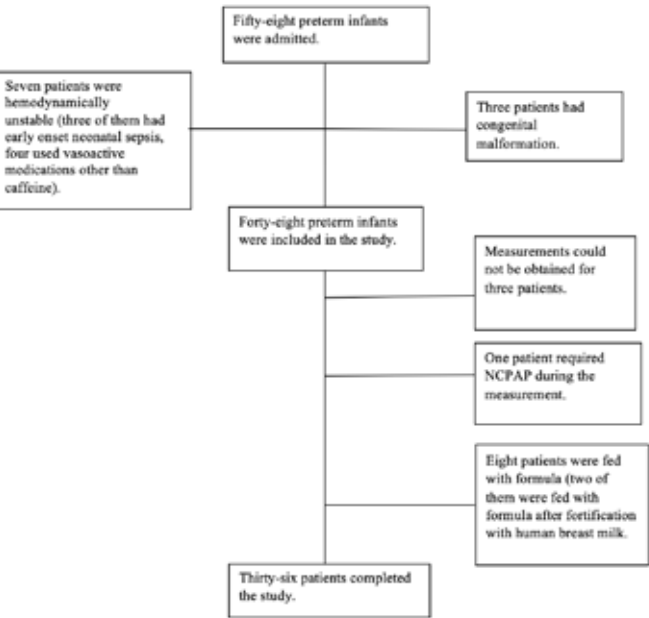 Fifty-eight preterm infants
were admitted.
Seven patients were
hemodynamically
unstable (three of them had
early onset neonatal sepsis,
four used vasoactive
medications other than
caffeine).
Three patients had
congenital
malformation.
Forty-eight preterm infants
were included in the study.
Measurements could
not be obtained for
three patients.
One patient required
NCPAP during the
measurement.
Eight patients were fed
with formula (two of
them were fed with
formula after fortification
with human breast milk.
Thirty-six patients completed
the study.